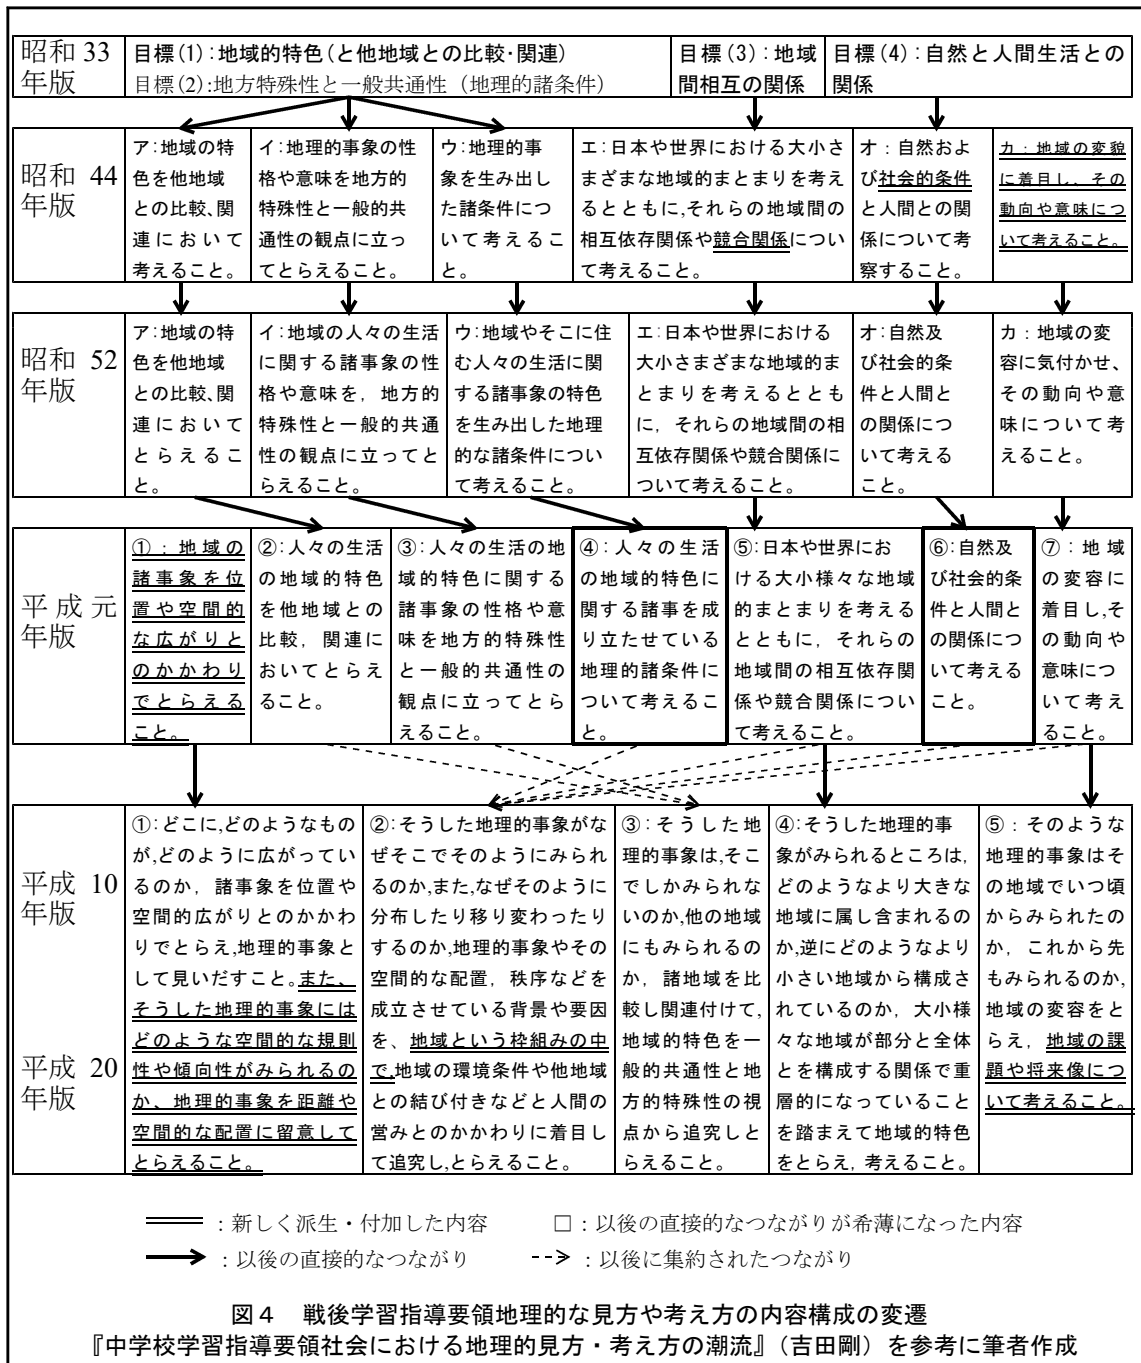 昭和 33
年版
目標(1):地域的特色(と他地域との比較・関連)
目標(2):地方特殊性と一般共通性（地理的諸条件）
目標(3):地域
間相互の関係
目標(4):自然と人間生活との
関係
昭和 44
年版
ア:地域の特
色を他地域
との比較、関
連において
考えること。
イ:地理的事象の性
格や意味を地方的
特殊性と一般的共
通性の観点に立っ
てとらえること。
ウ:地理的事
象を生み出し
た諸条件につ
いて考えるこ
と。
エ:日本や世界における大小さ
まざまな地域的まとまりを考え
るとともに,それらの地域間の
相互依存関係や競合関係につい
て考えること。
オ：自然およ
び社会的条件
と人間との関
係について考
察すること。
カ：地域の変貌
に着目し、その
動向や意味につ
いて考えること。
昭和 52
年版
ア:地域の特
色を他地域
との比較、関
連において
とらえるこ
と。
イ:地域の人々の生活
に関する諸事象の性
格や意味を，地方的
特殊性と一般的共通
性の観点に立ってと
らえること。
ウ:地域やそこに住
む人々の生活に関
する諸事象の特色
を生み出した地理
的な諸条件につい
て考えること。
エ:日本や世界における
大小さまざまな地域的ま
とまりを考えるととも
に，それらの地域間の相
互依存関係や競合関係に
ついて考えること。
オ:自然及
び社会的条
件と人間と
の関係につ
いて考える
こと。
カ：地域の変
容に気付かせ、
その動向や意
味について考
えること。
平成元
年版
①：地域の
諸事象を位
置や空間的
な広がりと
のかかわり
でとらえる
こと。
②:人々の生活
の地域的特色
を他地域との
比較，関連に
おいてとらえ
ること。
③:人々の生活の地
域的特色に関する
諸事象の性格や意
味を地方的特殊性
と一般的共通性の
観点に立ってとら
えること。
④:人々の生活
の地域的特色に
関する諸事を成
り立たせている
地理的諸条件に
ついて考えるこ
と。
⑤:日本や世界にお
ける大小様々な地域
的まとまりを考える
とともに，それらの
地域間の相互依存関
係や競合関係につい
て考えること。
⑥:自然及
び社会的条
件と人間と
の関係につ
いて考える
こと。
⑦：地域
の変容に
着目し,そ
の動向や
意味につ
いて考え
ること。
平成 10
年版
平成 20
年版
①:どこに,どのようなもの
が,どのように広がってい
るのか，諸事象を位置や
空間的広がりとのかかわ
りでとらえ,地理的事象と
して見いだすこと。また、
そうした地理的事象には
どのような空間的な規則
性や傾向性がみられるの
か、地理的事象を距離や
空間的な配置に留意して
とらえること。
②:そうした地理的事象がな
ぜそこでそのようにみられ
るのか,また,なぜそのように
分布したり移り変わったり
するのか,地理的事象やその
空間的な配置，秩序などを
成立させている背景や要因
を、地域という枠組みの中
で,地域の環境条件や他地域
との結び付きなどと人間の
営みとのかかわりに着目し
て追究し,とらえること。
③:そうした地
理的事象は,そこ
でしかみられな
いのか,他の地域
にもみられるの
か，諸地域を比
較し関連付けて,
地域的特色を一
般的共通性と地
方的特殊性の視
点から追究しと
らえること。
④:そうした地理的事
象がみられるところは,
どのようなより大きな
地域に属し含まれるの
か,逆にどのようなより
小さい地域から構成さ
れているのか，大小様
々な地域が部分と全体
とを構成する関係で重
層的になっていること
を踏まえて地域的特色
をとらえ，考えること。
⑤：そのような
地理的事象はそ
の地域でいつ頃
からみられたの
か，これから先
もみられるのか,
地域の変容をと
らえ，地域の課
題や将来像につ
いて考えること。
：新しく派生・付加した内容
□：以後の直接的なつながりが希薄になった内容
：以後の直接的なつながり
：以後に集約されたつながり
図４　戦後学習指導要領地理的な見方や考え方の内容構成の変遷
『中学校学習指導要領社会における地理的見方・考え方の潮流』（吉田剛）を参考に筆者作成